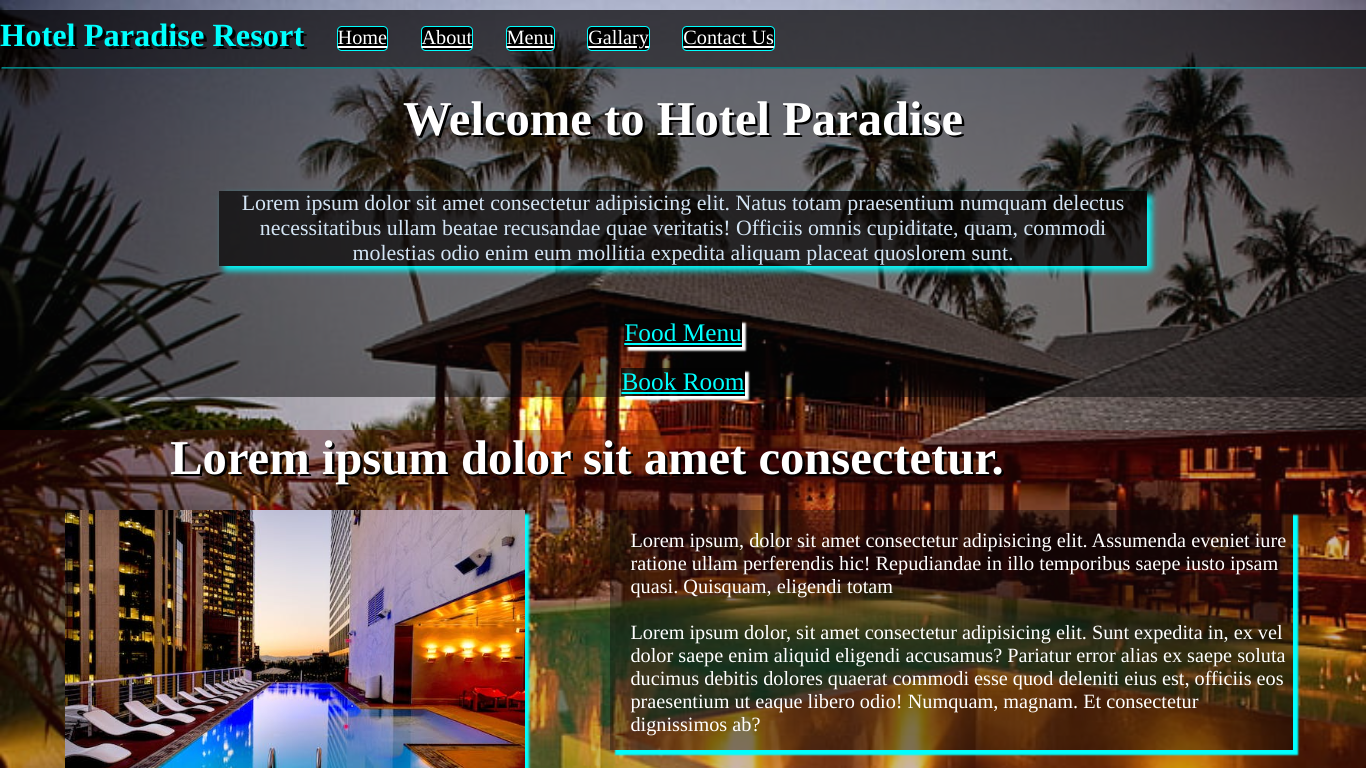 Hotel Paradise Resort
Home
About
Menu
Gallary
Contact Us
Welcome to Hotel Paradise
Lorem ipsum dolor sit amet consectetur adipisicing elit. Natus totam praesentium numquam delectus
necessitatibus ullam beatae recusandae quae veritatis! Officiis omnis cupiditate, quam, commodi
molestias odio enim eum mollitia expedita aliquam placeat quoslorem sunt.
Food Menu
Book Room
Lorem ipsum dolor sit amet consectetur.
Lorem ipsum, dolor sit amet consectetur adipisicing elit. Assumenda eveniet iure
ratione ullam perferendis hic! Repudiandae in illo temporibus saepe iusto ipsam
quasi. Quisquam, eligendi totam
Lorem ipsum dolor, sit amet consectetur adipisicing elit. Sunt expedita in, ex vel
dolor saepe enim aliquid eligendi accusamus? Pariatur error alias ex saepe soluta
ducimus debitis dolores quaerat commodi esse quod deleniti eius est, officiis eos
praesentium ut eaque libero odio! Numquam, magnam. Et consectetur
dignissimos ab?